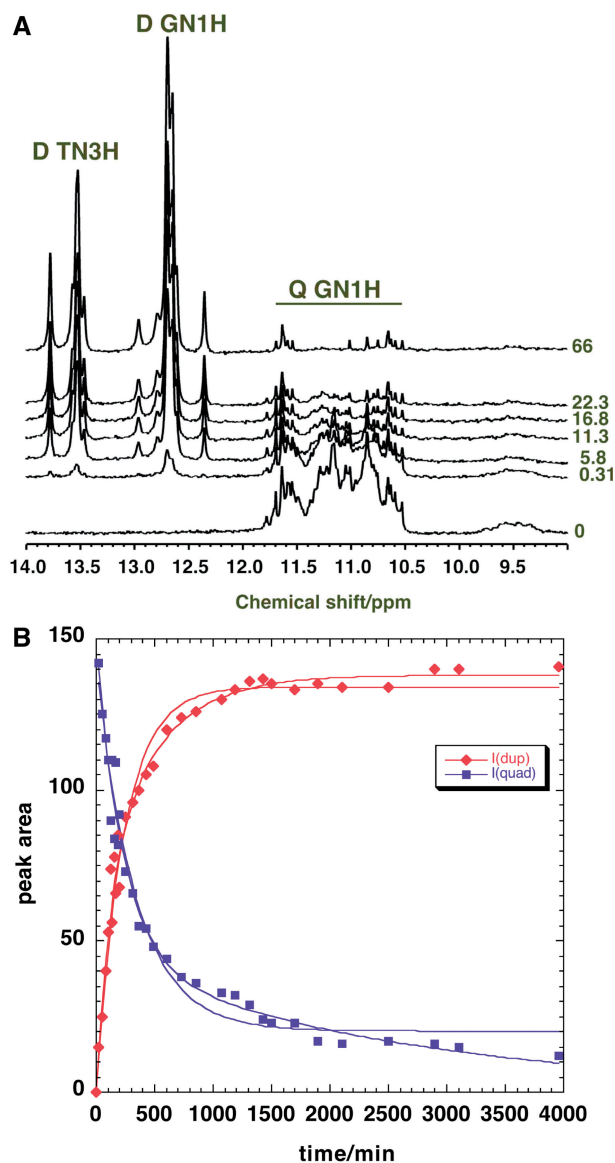 A
D GN1H
D TN3H
Q GN1H
66
22.3
16.8
11.3
5.8
0.31
0
14.0 13.5 13.0 12.5 12.0 11.5 11.0 10.5 10.0 9.5
Chemical shift/ppm
B
150
100
50
0
peak area
I(dup)
I(quad)
0 500 1000 1500 2000 2500 3000 3500 4000
time/min